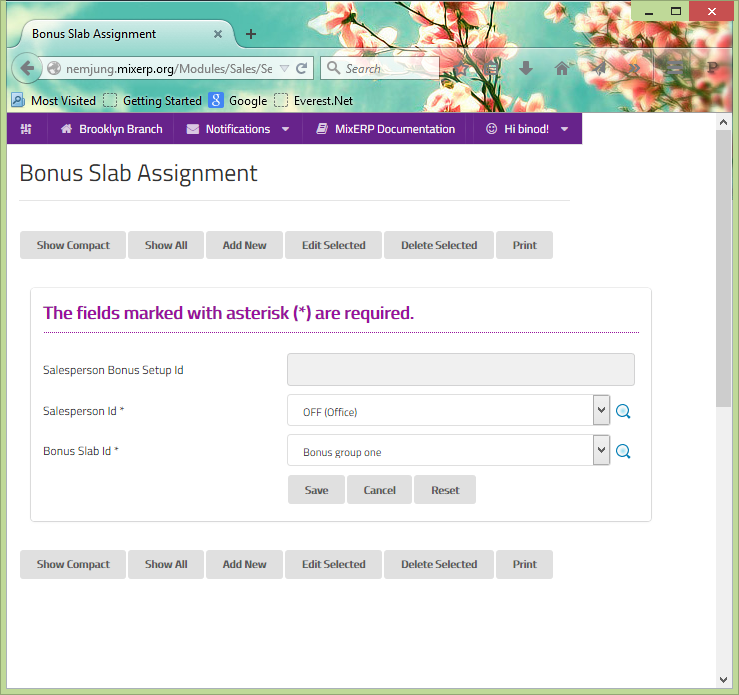 Bonus Slab Assignment
nemjung.mixerp.org/Modules/Sales/Se
Search
Most Visited Getting Started Google Everest.Net
Brooklyn Branch Notifications MixERP Documentation Hi binod!
Bonus Slab Assignment
Show Compact Show All Add New Edit Selected Delete Selected Print
The fields marked with asterisk (*) are required.
Salesperson Bonus Setup Id
Salesperson Id * OFF (Office)
Bonus Slab Id * Bonus group one
Save Cancel Reset
Show Compact Show All Add New Edit Selected Delete Selected Print